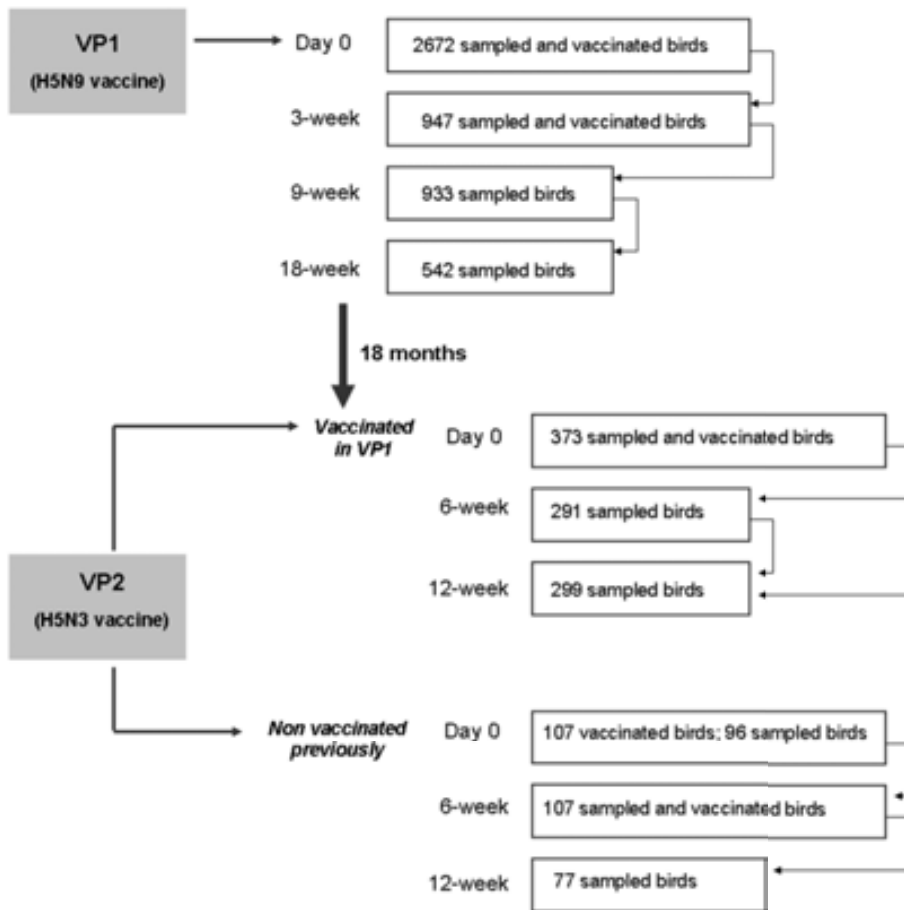 VP1
(H5N9 vaccine)
Day 0
2672 sampled and vaccinated birds
3-week
947 sampled and vaccinated birds
9-week
933 sampled birds
18-week
542 sampled birds
18 months
Vaccinated
in VP1
Day 0
373 sampled and vaccinated birds
6-week
291 sampled birds
12-week
299 sampled birds
VP2
(H5N3 vaccine)
Non vaccinated
previously
Day 0
107 vaccinated birds; 96 sampled birds
6-week
107 sampled and vaccinated birds
12-week
77 sampled birds